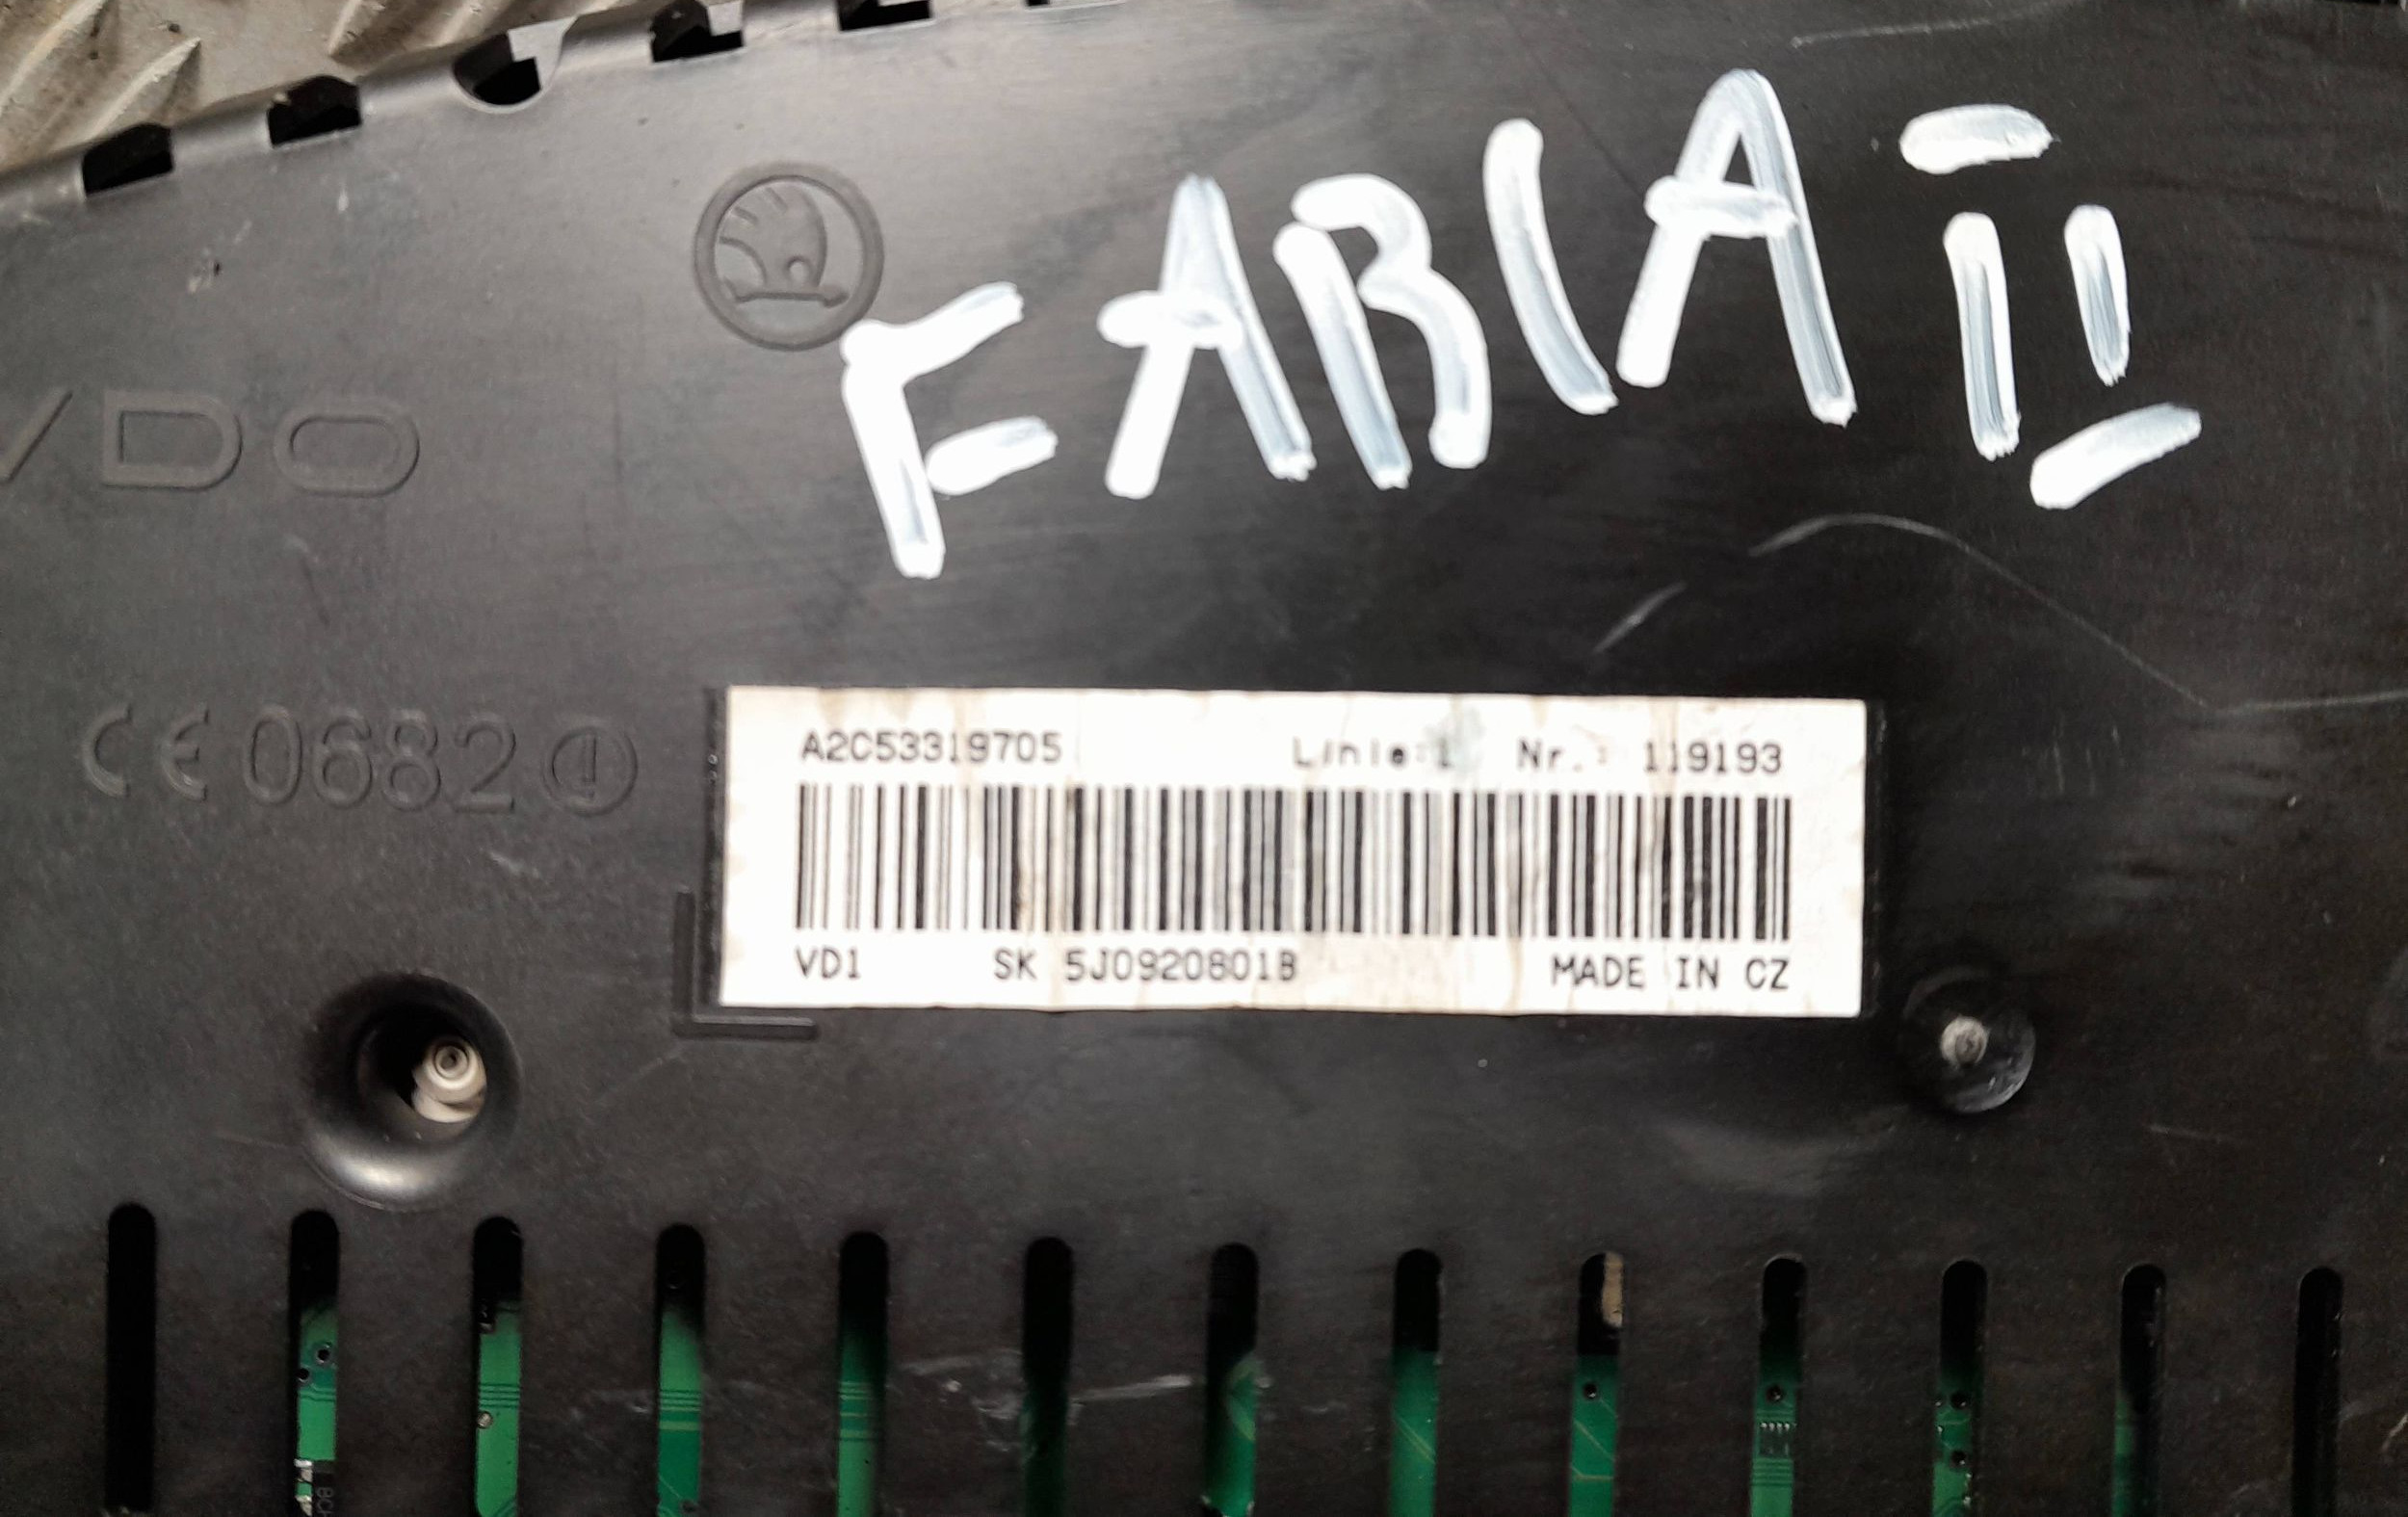 FABIA II
VDO
CE 0682 !
A2C53319705 Linie:1 Nr.: 119193
VD1 SK 5J0920801B MADE IN CZ